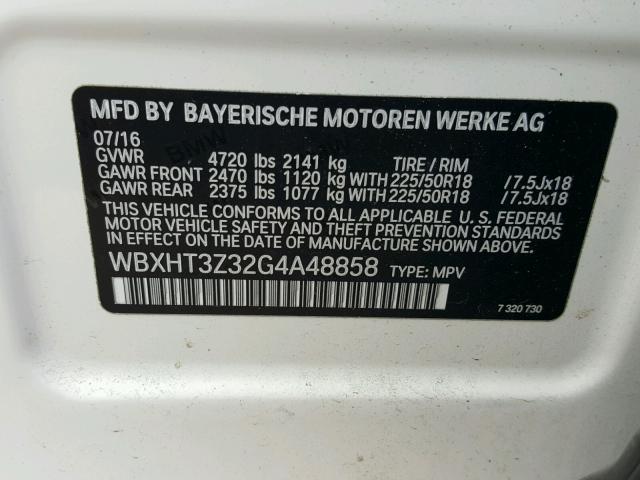 MFD BY BAYERISCHE MOTOREN WERKE AG
07/16
GVWR 4720 lbs 2141 kg TIRE / RIM
GAWR FRONT 2470 lbs 1120 kg WITH 225/50R18 /7.5Jx18
GAWR REAR 2375 lbs 1077 kg WITH 225/50R18 /7.5Jx18
THIS VEHICLE CONFORMS TO ALL APPLICABLE U. S. FEDERAL
MOTOR VEHICLE SAFETY AND THEFT PREVENTION STANDARDS
IN EFFECT ON THE DATE OF MANUFACTURE SHOWN ABOVE.
WBXHT3Z32G4A48858 TYPE: MPV
7 320 730